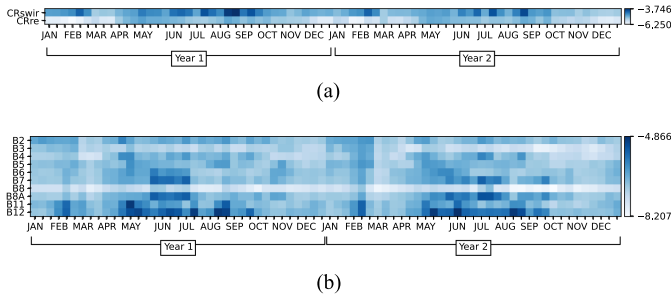 CRswir
CRre
−3.746
−6.250
JAN FEB MAR APR MAY JUN JUL AUG SEP OCT NOV DEC JAN FEB MAR APR MAY JUN JUL AUG SEP OCT NOV DEC
Year 1 Year 2
(a)
B2
B3
B4
B5
B6
B7
B8
B8A
B11
B12
−4.866
−8.207
JAN FEB MAR APR MAY JUN JUL AUG SEP OCT NOV DEC JAN FEB MAR APR MAY JUN JUL AUG SEP OCT NOV DEC
Year 1 Year 2
(b)